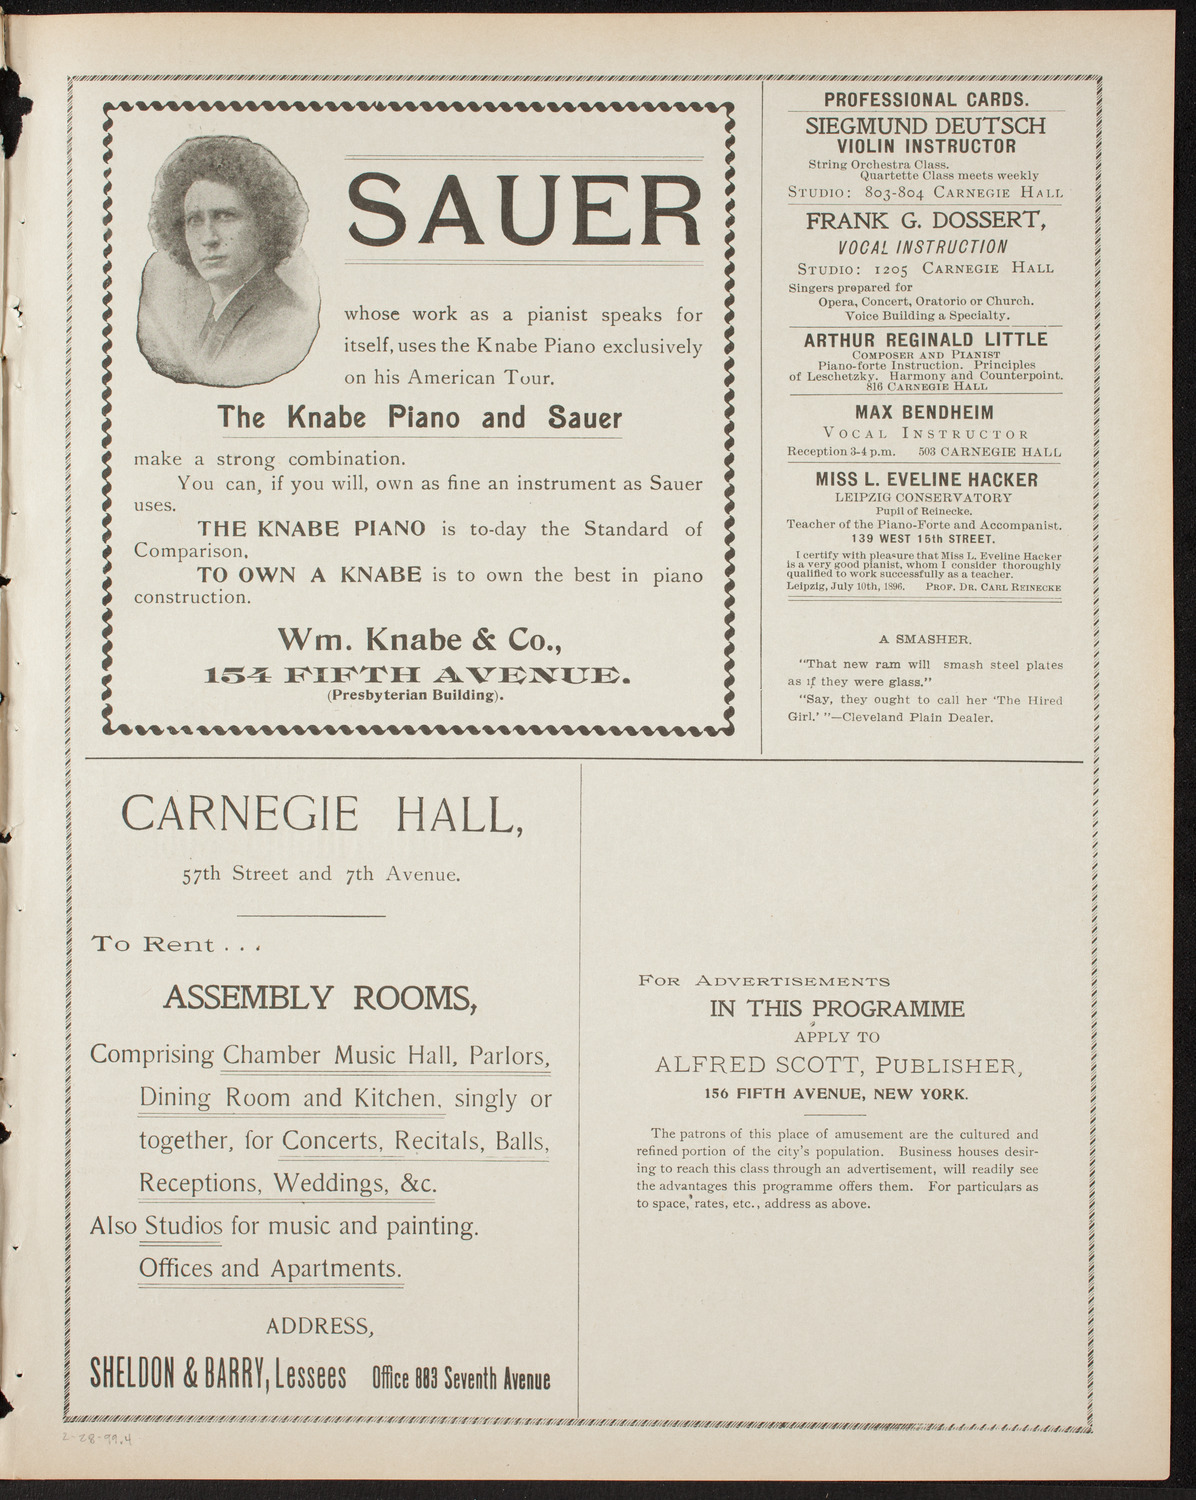 SAUER
whose work as a pianist speaks for
itself, uses the Knabe Piano exclusively
on his American Tour.
The Knabe Piano and Sauer
make a strong combination.
You can, if you will, own as fine an instrument as Sauer
uses.
THE KNABE PIANO is to-day the Standard of
Comparison.
TO OWN A KNABE is to own the best in piano
construction.
Wm. Knabe & Co.,
154 FIFTH AVENUE.
(Presbyterian Building).
PROFESSIONAL CARDS.
SIEGMUND DEUTSCH
VIOLIN INSTRUCTOR
String Orchestra Class.
Quartette Class meets weekly
STUDIO: 803-804 CARNEGIE HALL
FRANK G. DOSSERT,
VOCAL INSTRUCTION
STUDIO: 1205 CARNEGIE HALL
Singers prepared for
Opera, Concert, Oratorio or Church.
Voice Building a Specialty.
ARTHUR REGINALD LITTLE
COMPOSER AND PIANIST
Piano-forte Instruction. Principles
of Leschetzky. Harmony and Counterpoint.
816 CARNEGIE HALL
MAX BENDHEIM
VOCAL INSTRUCTOR
Reception 3-4 p.m. 503 CARNEGIE HALL
MISS L. EVELINE HACKER
LEIPZIG CONSERVATORY
Pupil of Reinecke.
Teacher of the Piano-Forte and Accompanist.
139 WEST 15th STREET.
I certify with pleasure that Miss L. Eveline Hacker
is a very good pianist, whom I consider thoroughly
qualified to work successfully as a teacher.
Leipzig, July 10th, 1896. PROF. DR. CARL REINECKE
A SMASHER.
"That new ram will smash steel plates
as if they were glass."
"Say, they ought to call her 'The Hired
Girl.' "—Cleveland Plain Dealer.
CARNEGIE HALL,
57th Street and 7th Avenue.
To Rent . . .
ASSEMBLY ROOMS,
Comprising Chamber Music Hall, Parlors,
Dining Room and Kitchen, singly or
together, for Concerts, Recitals, Balls,
Receptions, Weddings, &c.
Also Studios for music and painting.
Offices and Apartments.
ADDRESS,
SHELDON & BARRY, Lessees Office 883 Seventh Avenue
FOR ADVERTISEMENTS
IN THIS PROGRAMME
APPLY TO
ALFRED SCOTT, PUBLISHER,
156 FIFTH AVENUE, NEW YORK.
The patrons of this place of amusement are the cultured and
refined portion of the city's population. Business houses desir-
ing to reach this class through an advertisement, will readily see
the advantages this programme offers them. For particulars as
to space, rates, etc., address as above.
2-28-99.4